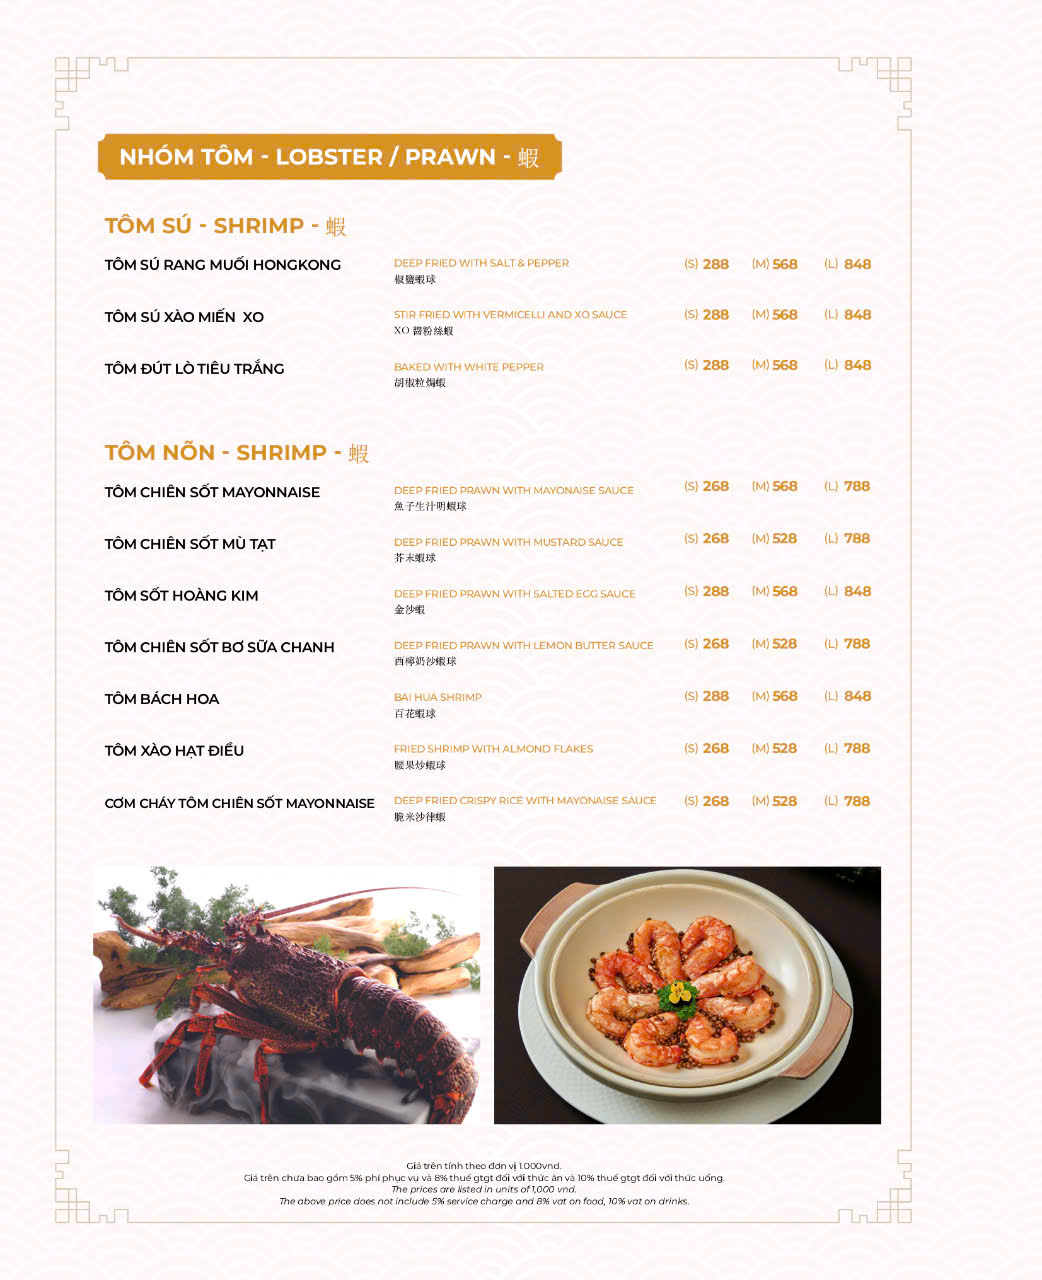 NHÓM TÔM - LOBSTER / PRAWN - 蝦
TÔM SÚ - SHRIMP - 蝦
TÔM SÚ RANG MUỐI HONGKONG DEEP FRIED WITH SALT & PEPPER (S) 288 (M) 568 (L) 848
椒鹽蝦球
TÔM SÚ XÀO MIẾN XO STIR FRIED WITH VERMICELLI AND XO SAUCE (S) 288 (M) 568 (L) 848
XO 醬粉絲蝦
TÔM ĐÚT LÒ TIÊU TRẮNG BAKED WITH WHITE PEPPER (S) 288 (M) 568 (L) 848
胡椒粒焗蝦
TÔM NÕN - SHRIMP - 蝦
TÔM CHIÊN SỐT MAYONNAISE DEEP FRIED PRAWN WITH MAYONAISE SAUCE (S) 268 (M) 568 (L) 788
魚子生汁明蝦球
TÔM CHIÊN SỐT MÙ TẠT DEEP FRIED PRAWN WITH MUSTARD SAUCE (S) 268 (M) 528 (L) 788
芥末蝦球
TÔM SỐT HOÀNG KIM DEEP FRIED PRAWN WITH SALTED EGG SAUCE (S) 288 (M) 568 (L) 848
金沙蝦
TÔM CHIÊN SỐT BƠ SỮA CHANH DEEP FRIED PRAWN WITH LEMON BUTTER SAUCE (S) 268 (M) 528 (L) 788
西檸奶沙蝦球
TÔM BÁCH HOA BAI HUA SHRIMP (S) 288 (M) 568 (L) 848
百花蝦球
TÔM XÀO HẠT ĐIỀU FRIED SHRIMP WITH ALMOND FLAKES (S) 268 (M) 528 (L) 788
腰果炒蝦球
CƠM CHÁY TÔM CHIÊN SỐT MAYONNAISE DEEP FRIED CRISPY RICE WITH MAYONAISE SAUCE (S) 268 (M) 528 (L) 788
脆米沙律蝦
Giá trên tính theo đơn vị 1.000vnđ.
Giá trên chưa bao gồm 5% phí phục vụ và 8% thuế gtgt đối với thức ăn và 10% thuế gtgt đối với thức uống.
The prices are listed in units of 1,000 vnd.
The above price does not include 5% service charge and 8% vat on food, 10% vat on drinks.